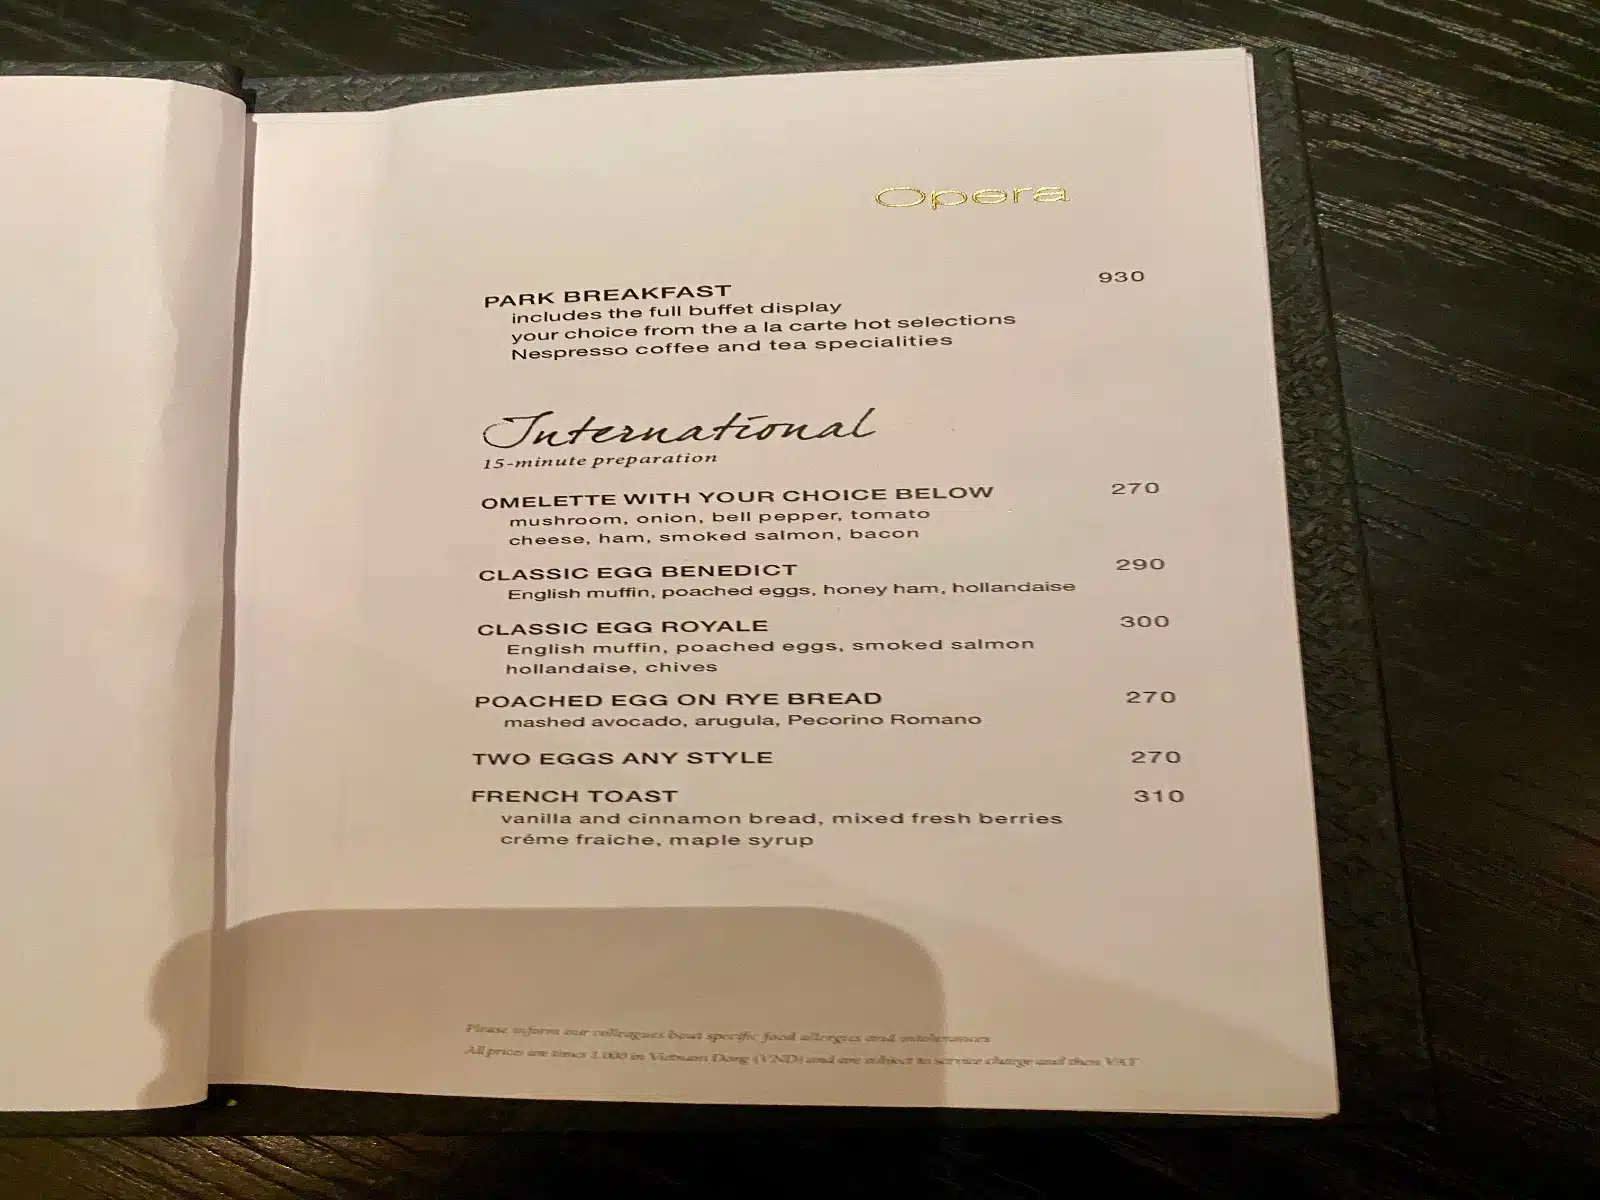 Opera
PARK BREAKFAST 930
includes the full buffet display
your choice from the a la carte hot selections
Nespresso coffee and tea specialities
International
15-minute preparation
OMELETTE WITH YOUR CHOICE BELOW 270
mushroom, onion, bell pepper, tomato
cheese, ham, smoked salmon, bacon
CLASSIC EGG BENEDICT 290
English muffin, poached eggs, honey ham, hollandaise
CLASSIC EGG ROYALE 300
English muffin, poached eggs, smoked salmon
hollandaise, chives
POACHED EGG ON RYE BREAD 270
mashed avocado, arugula, Pecorino Romano
TWO EGGS ANY STYLE 270
FRENCH TOAST 310
vanilla and cinnamon bread, mixed fresh berries
créme fraiche, maple syrup
Please inform our colleagues bout specific food allergies and intolerances
All prices are times 1.000 in Vietnam Dong (VND) and are subject to service charge and then VAT